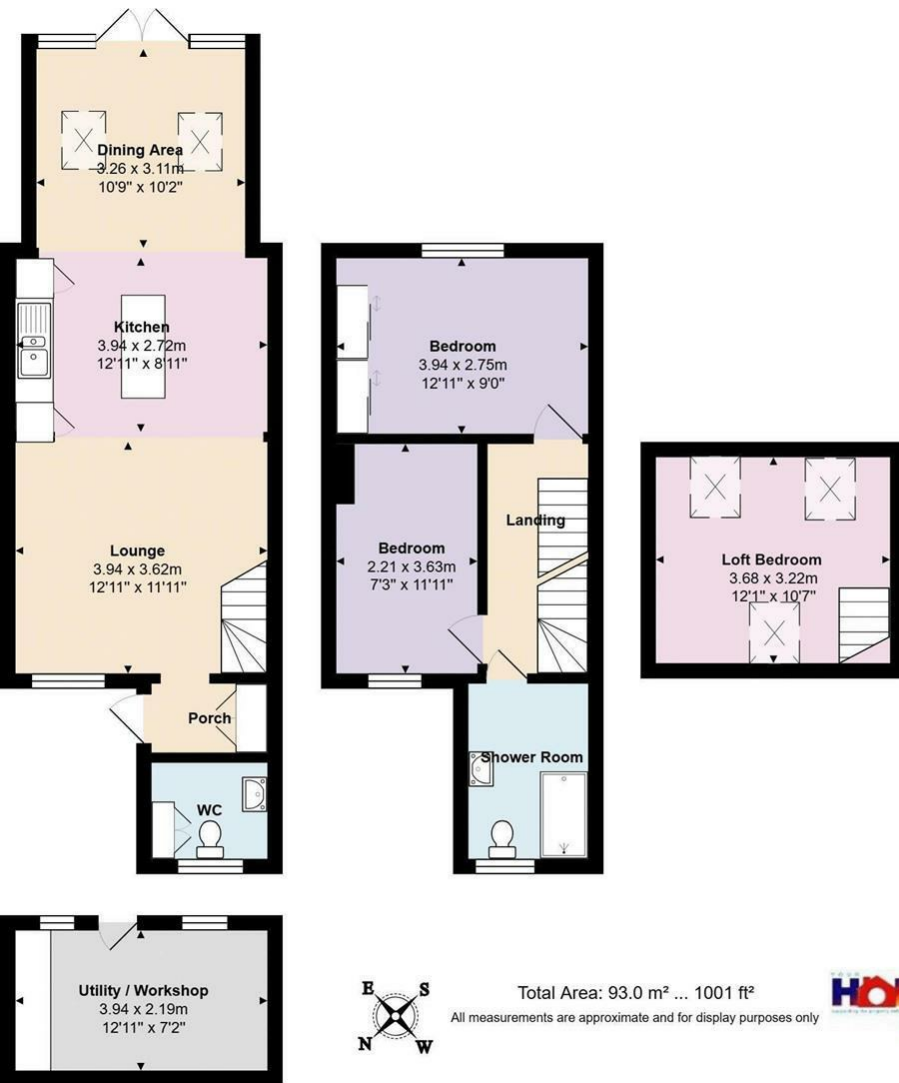 Dining Area
3.26 x 3.11m
10'9" x 10'2"
Kitchen
3.94 x 2.72m
12'11" x 8'11"
Lounge
3.94 x 3.62m
12'11" x 11'11"
Porch
WC
Utility / Workshop
3.94 x 2.19m
12'11" x 7'2"
Bedroom
3.94 x 2.75m
12'11" x 9'0"
Bedroom
2.21 x 3.63m
7'3" x 11'11"
Landing
Shower Room
Loft Bedroom
3.68 x 3.22m
12'1" x 10'7"
E S
N W
Total Area: 93.0 m² ... 1001 ft²
All measurements are approximate and for display purposes only
YOUR